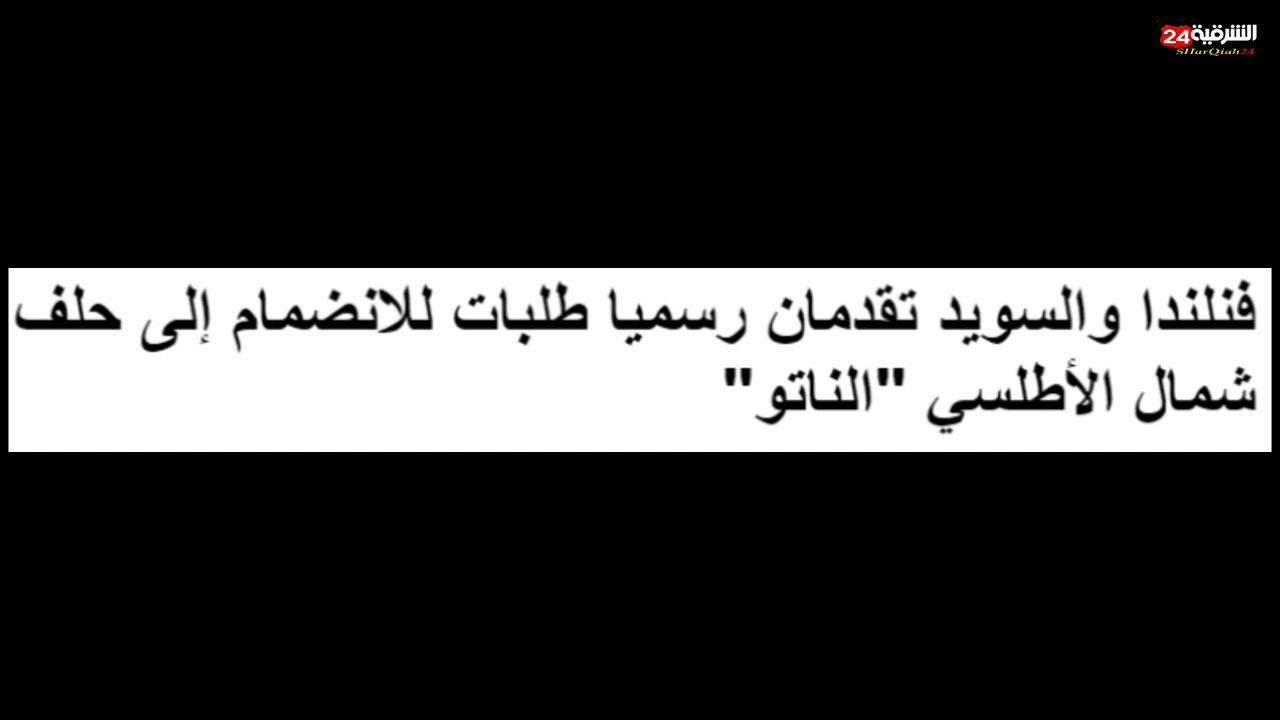 الشرقية 24
SHarQiah24
فنلندا والسويد تقدمان رسميا طلبات للانضمام إلى حلف
شمال الأطلسي "الناتو"